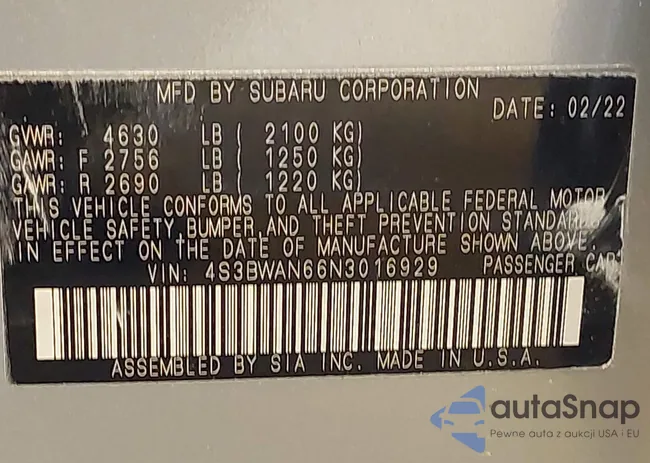 MFD BY SUBARU CORPORATION
DATE: 02/22
GVWR: 4630 LB ( 2100 KG)
GAWR: F 2756 LB ( 1250 KG)
GAWR: R 2690 LB ( 1220 KG)
THIS VEHICLE CONFORMS TO ALL APPLICABLE FEDERAL MOTOR
VEHICLE SAFETY, BUMPER, AND THEFT PREVENTION STANDARDS
IN EFFECT ON THE DATE OF MANUFACTURE SHOWN ABOVE.
VIN: 4S3BWAN66N3016929 PASSENGER CAR
ASSEMBLED BY SIA INC. MADE IN U.S.A.
autaSnap
Pewne auta z aukcji USA i EU